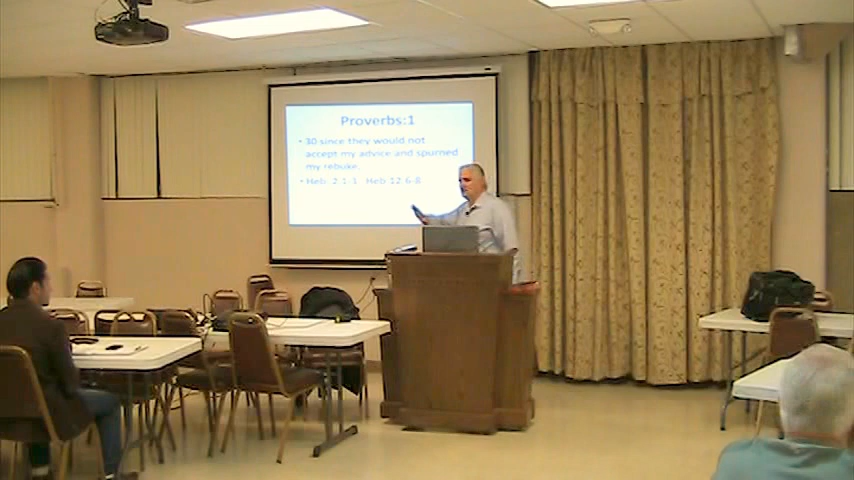 Proverbs:1
• 30 since they would not
accept my advice and spurned
my rebuke.
• Heb. 2:1-3 Heb 12:6-8